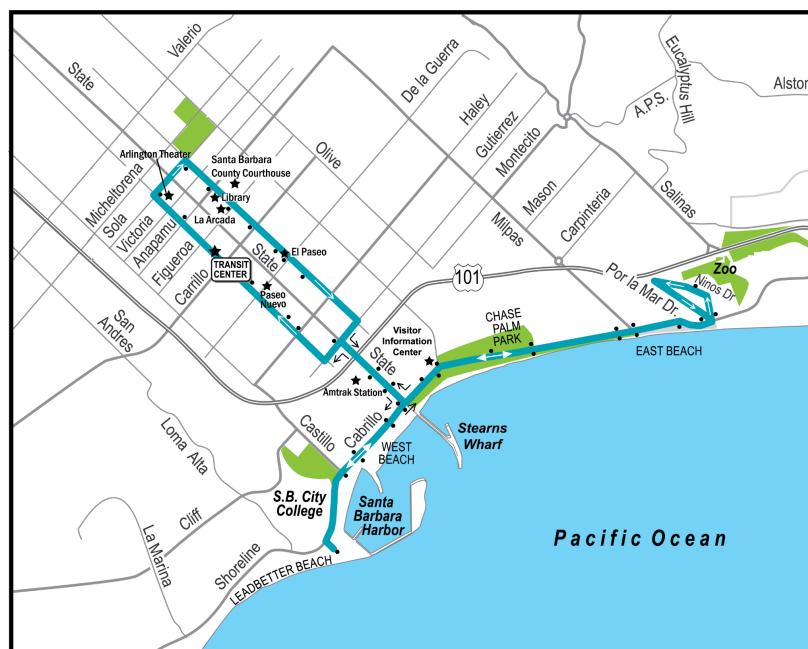 Valerio
State
De la Guerra
Eucalyptus Hill
A.P.S.
Alston
Haley
Gutierrez
Montecito
Mason
Carpinteria
Salinas
Milpas
Olive
Arlington Theater
Santa Barbara
County Courthouse
Library
La Arcada
Micheltorena
Sola
Victoria
Anapamu
Figueroa
Carrillo
State
El Paseo
TRANSIT
CENTER
Paseo
Nuevo
101
Zoo
Ninos Dr
Por la Mar Dr.
CHASE
PALM
PARK
Visitor
Information
Center
EAST BEACH
San
Andres
State
Amtrak Station
Castillo
Cabrillo
WEST
BEACH
Stearns
Wharf
Loma Alta
S.B. City
College
Santa
Barbara
Harbor
Cliff
La Marina
Shoreline
LEADBETTER BEACH
Pacific Ocean